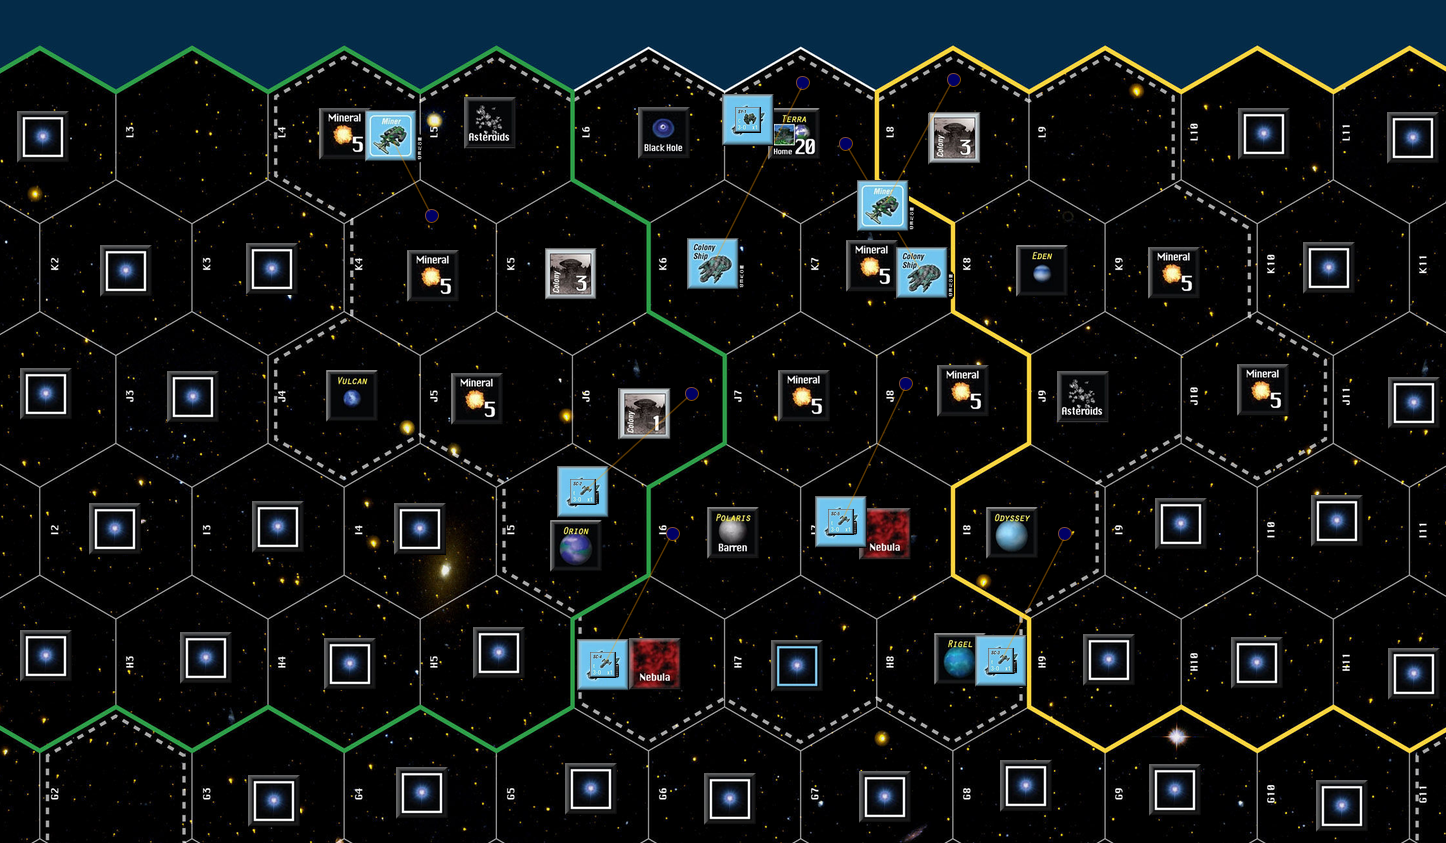 L3
L4
Mineral
5
Miner
L5
Asteroids
L6
Black Hole
TERRA
Home 20
L8
Colony 3
L9
L10
L11
K2
K3
K4
Mineral
5
K5
Colony 3
K6
Colony
Ship
K7
Miner
Mineral
5
Colony
Ship
K8
EDEN
K9
Mineral
5
K10
K11
J3
J4
VULCAN
J5
Mineral
5
J6
Colony 1
J7
Mineral
5
J8
Mineral
5
J9
Asteroids
J10
Mineral
5
J11
I2
I3
I4
I5
SC-2
ORION
POLARIS
Barren
Nebula
I8
ODYSSEY
I9
I10
I11
H3
H4
H5
Nebula
H7
H8
RIGEL
H9
H10
H11
G2
G3
G4
G5
G6
G7
G8
G9
G10
G11